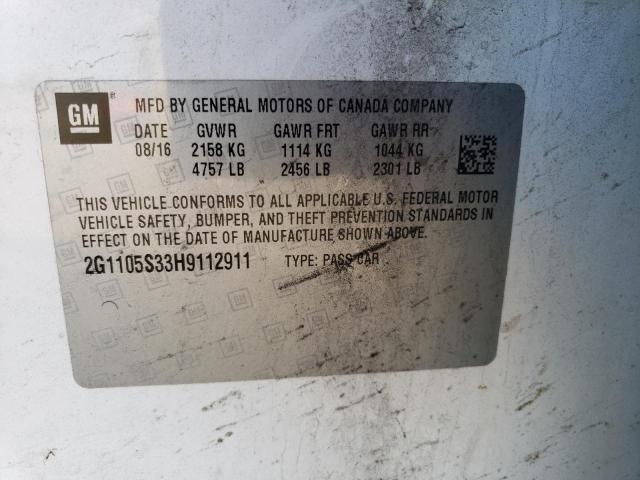 GM
MFD BY GENERAL MOTORS OF CANADA COMPANY
DATE GVWR GAWR FRT GAWR RR
08/16 2158 KG 1114 KG 1044 KG
4757 LB 2456 LB 2301 LB
THIS VEHICLE CONFORMS TO ALL APPLICABLE U.S. FEDERAL MOTOR
VEHICLE SAFETY, BUMPER, AND THEFT PREVENTION STANDARDS IN
EFFECT ON THE DATE OF MANUFACTURE SHOWN ABOVE.
2G1105S33H9112911 TYPE: PASS CAR